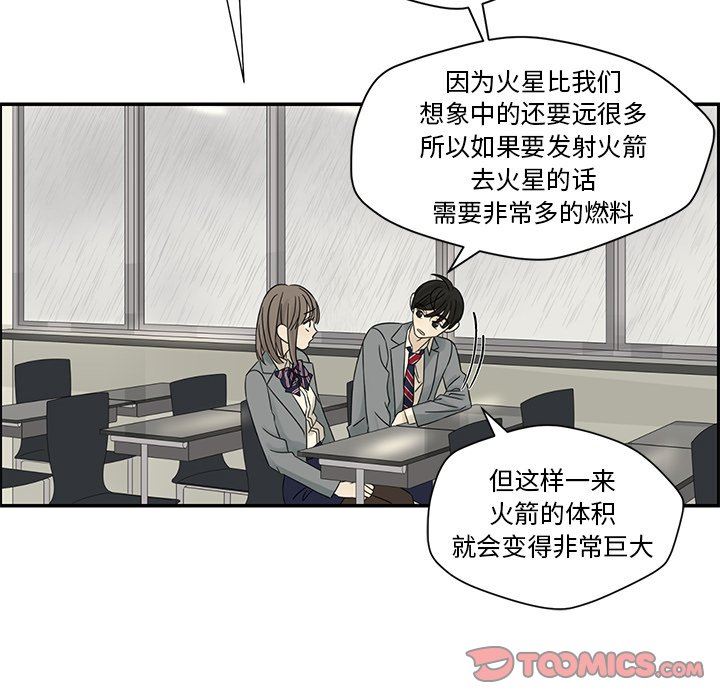 因为火星比我们
想象中的还要远很多
所以如果要发射火箭
去火星的话
需要非常多的燃料
但这样一来
火箭的体积
就会变得非常巨大
TOOMICS.COM